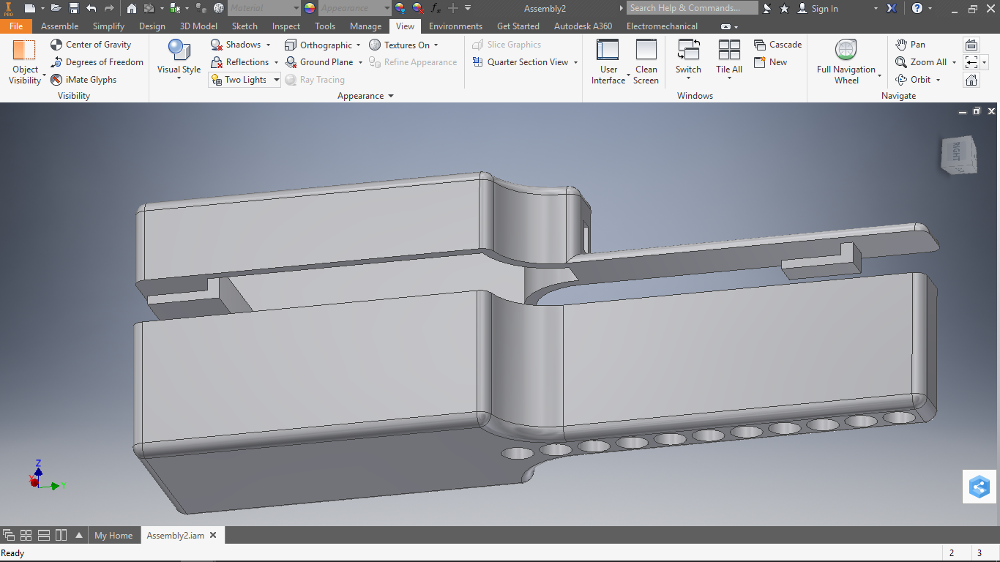 PRO
Material
Appearance
fx
Assembly2
Search Help & Commands...
Sign In
?
File Assemble Simplify Design 3D Model Sketch Inspect Tools Manage View Environments Get Started Autodesk A360 Electromechanical
Object Visibility
Center of Gravity
Degrees of Freedom
iMate Glyphs
Visibility
Visual Style
Shadows
Reflections
Two Lights
Orthographic
Ground Plane
Ray Tracing
Textures On
Refine Appearance
Appearance
Slice Graphics
Quarter Section View
User Interface
Clean Screen
Switch
Tile All
Cascade
New
Windows
Full Navigation Wheel
Pan
Zoom All
Orbit
Navigate
RIGHT
Z
X
Y
My Home
Assembly2.iam
Ready
2 3